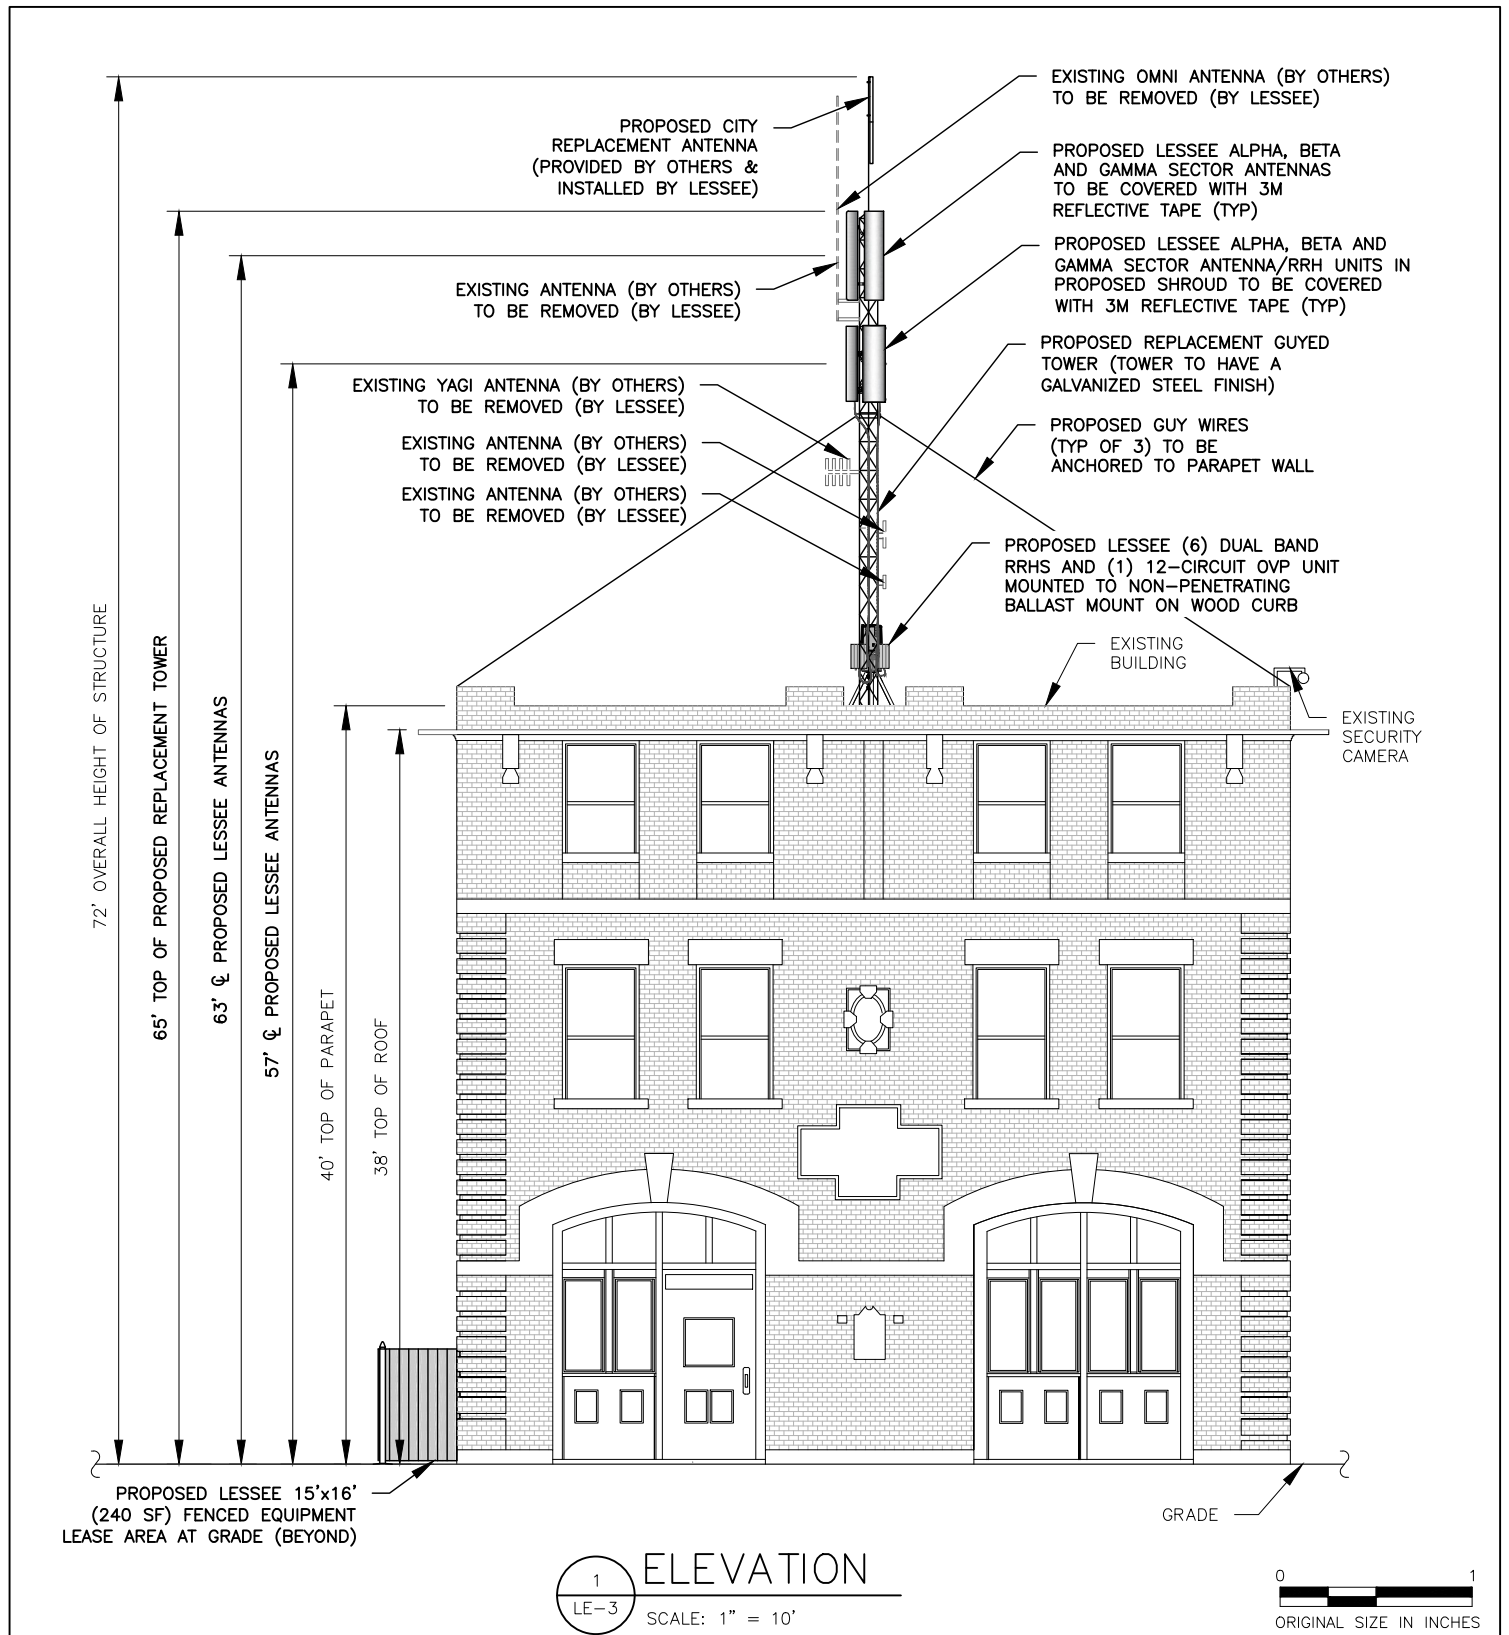 EXISTING OMNI ANTENNA (BY OTHERS)
TO BE REMOVED (BY LESSEE)
PROPOSED CITY
REPLACEMENT ANTENNA
(PROVIDED BY OTHERS &
INSTALLED BY LESSEE)
PROPOSED LESSEE ALPHA, BETA
AND GAMMA SECTOR ANTENNAS
TO BE COVERED WITH 3M
REFLECTIVE TAPE (TYP)
PROPOSED LESSEE ALPHA, BETA AND
GAMMA SECTOR ANTENNA/RRH UNITS IN
PROPOSED SHROUD TO BE COVERED
WITH 3M REFLECTIVE TAPE (TYP)
EXISTING ANTENNA (BY OTHERS)
TO BE REMOVED (BY LESSEE)
PROPOSED REPLACEMENT GUYED
TOWER (TOWER TO HAVE A
GALVANIZED STEEL FINISH)
EXISTING YAGI ANTENNA (BY OTHERS)
TO BE REMOVED (BY LESSEE)
PROPOSED GUY WIRES
(TYP OF 3) TO BE
ANCHORED TO PARAPET WALL
EXISTING ANTENNA (BY OTHERS)
TO BE REMOVED (BY LESSEE)
EXISTING ANTENNA (BY OTHERS)
TO BE REMOVED (BY LESSEE)
PROPOSED LESSEE (6) DUAL BAND
RRHS AND (1) 12-CIRCUIT OVP UNIT
MOUNTED TO NON-PENETRATING
BALLAST MOUNT ON WOOD CURB
EXISTING
BUILDING
EXISTING
SECURITY
CAMERA
72' OVERALL HEIGHT OF STRUCTURE
65' TOP OF PROPOSED REPLACEMENT TOWER
63' ℄ PROPOSED LESSEE ANTENNAS
57' ℄ PROPOSED LESSEE ANTENNAS
40' TOP OF PARAPET
38' TOP OF ROOF
PROPOSED LESSEE 15'x16'
(240 SF) FENCED EQUIPMENT
LEASE AREA AT GRADE (BEYOND)
GRADE
1
LE-3
ELEVATION
SCALE: 1" = 10'
0 1
ORIGINAL SIZE IN INCHES